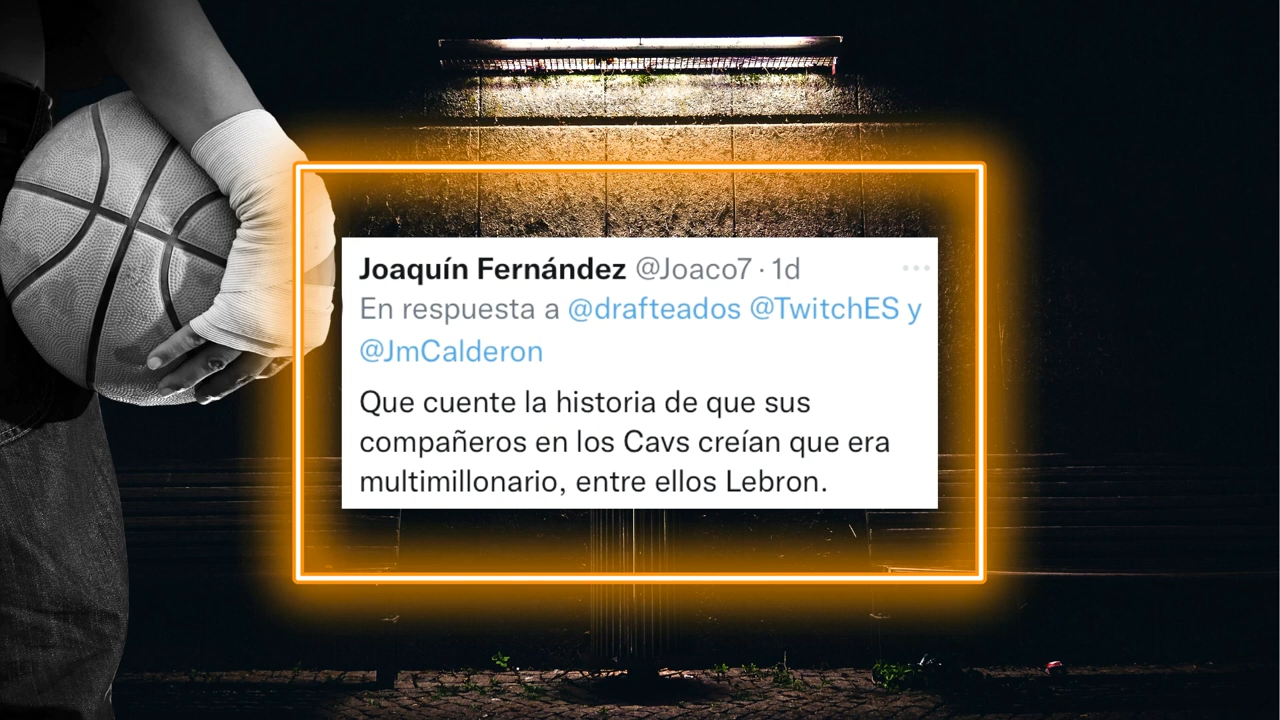 Joaquín Fernández @Joaco7 · 1d
En respuesta a @drafteados @TwitchES y
@JmCalderon
Que cuente la historia de que sus
compañeros en los Cavs creían que era
multimillonario, entre ellos Lebron.